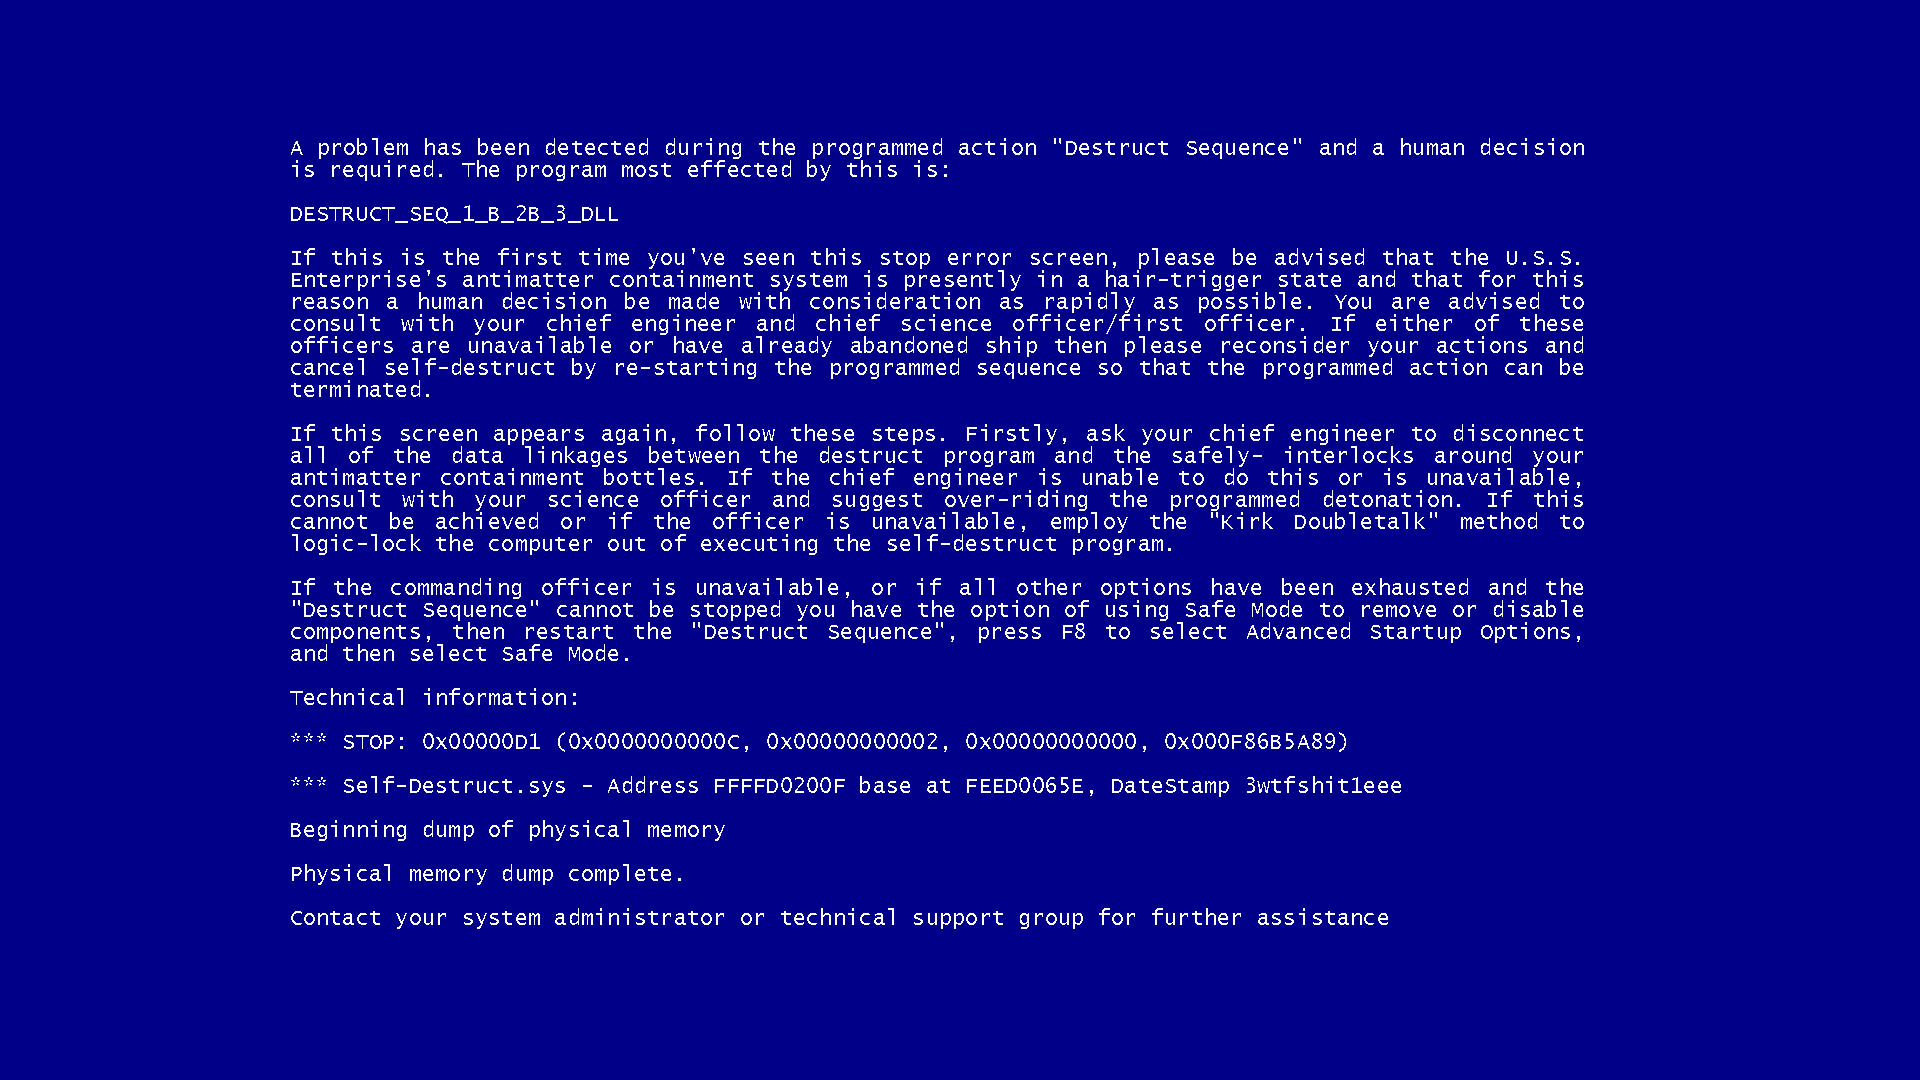 A problem has been detected during the programmed action "Destruct Sequence" and a human decision
is required. The program most effected by this is:
DESTRUCT_SEQ_1_B_2B_3_DLL
If this is the first time you've seen this stop error screen, please be advised that the U.S.S.
Enterprise's antimatter containment system is presently in a hair-trigger state and that for this
reason a human decision be made with consideration as rapidly as possible. You are advised to
consult with your chief engineer and chief science officer/first officer. If either of these
officers are unavailable or have already abandoned ship then please reconsider your actions and
cancel self-destruct by re-starting the programmed sequence so that the programmed action can be
terminated.
If this screen appears again, follow these steps. Firstly, ask your chief engineer to disconnect
all of the data linkages between the destruct program and the safely- interlocks around your
antimatter containment bottles. If the chief engineer is unable to do this or is unavailable,
consult with your science officer and suggest over-riding the programmed detonation. If this
cannot be achieved or if the officer is unavailable, employ the "Kirk Doubletalk" method to
logic-lock the computer out of executing the self-destruct program.
If the commanding officer is unavailable, or if all other options have been exhausted and the
"Destruct Sequence" cannot be stopped you have the option of using Safe Mode to remove or disable
components, then restart the "Destruct Sequence", press F8 to select Advanced Startup Options,
and then select Safe Mode.
Technical information:
*** STOP: 0x00000D1 (0x0000000000C, 0x00000000002, 0x00000000000, 0x000F86B5A89)
*** Self-Destruct.sys - Address FFFFD0200F base at FEED0065E, DateStamp 3wtfshit1eee
Beginning dump of physical memory
Physical memory dump complete.
Contact your system administrator or technical support group for further assistance